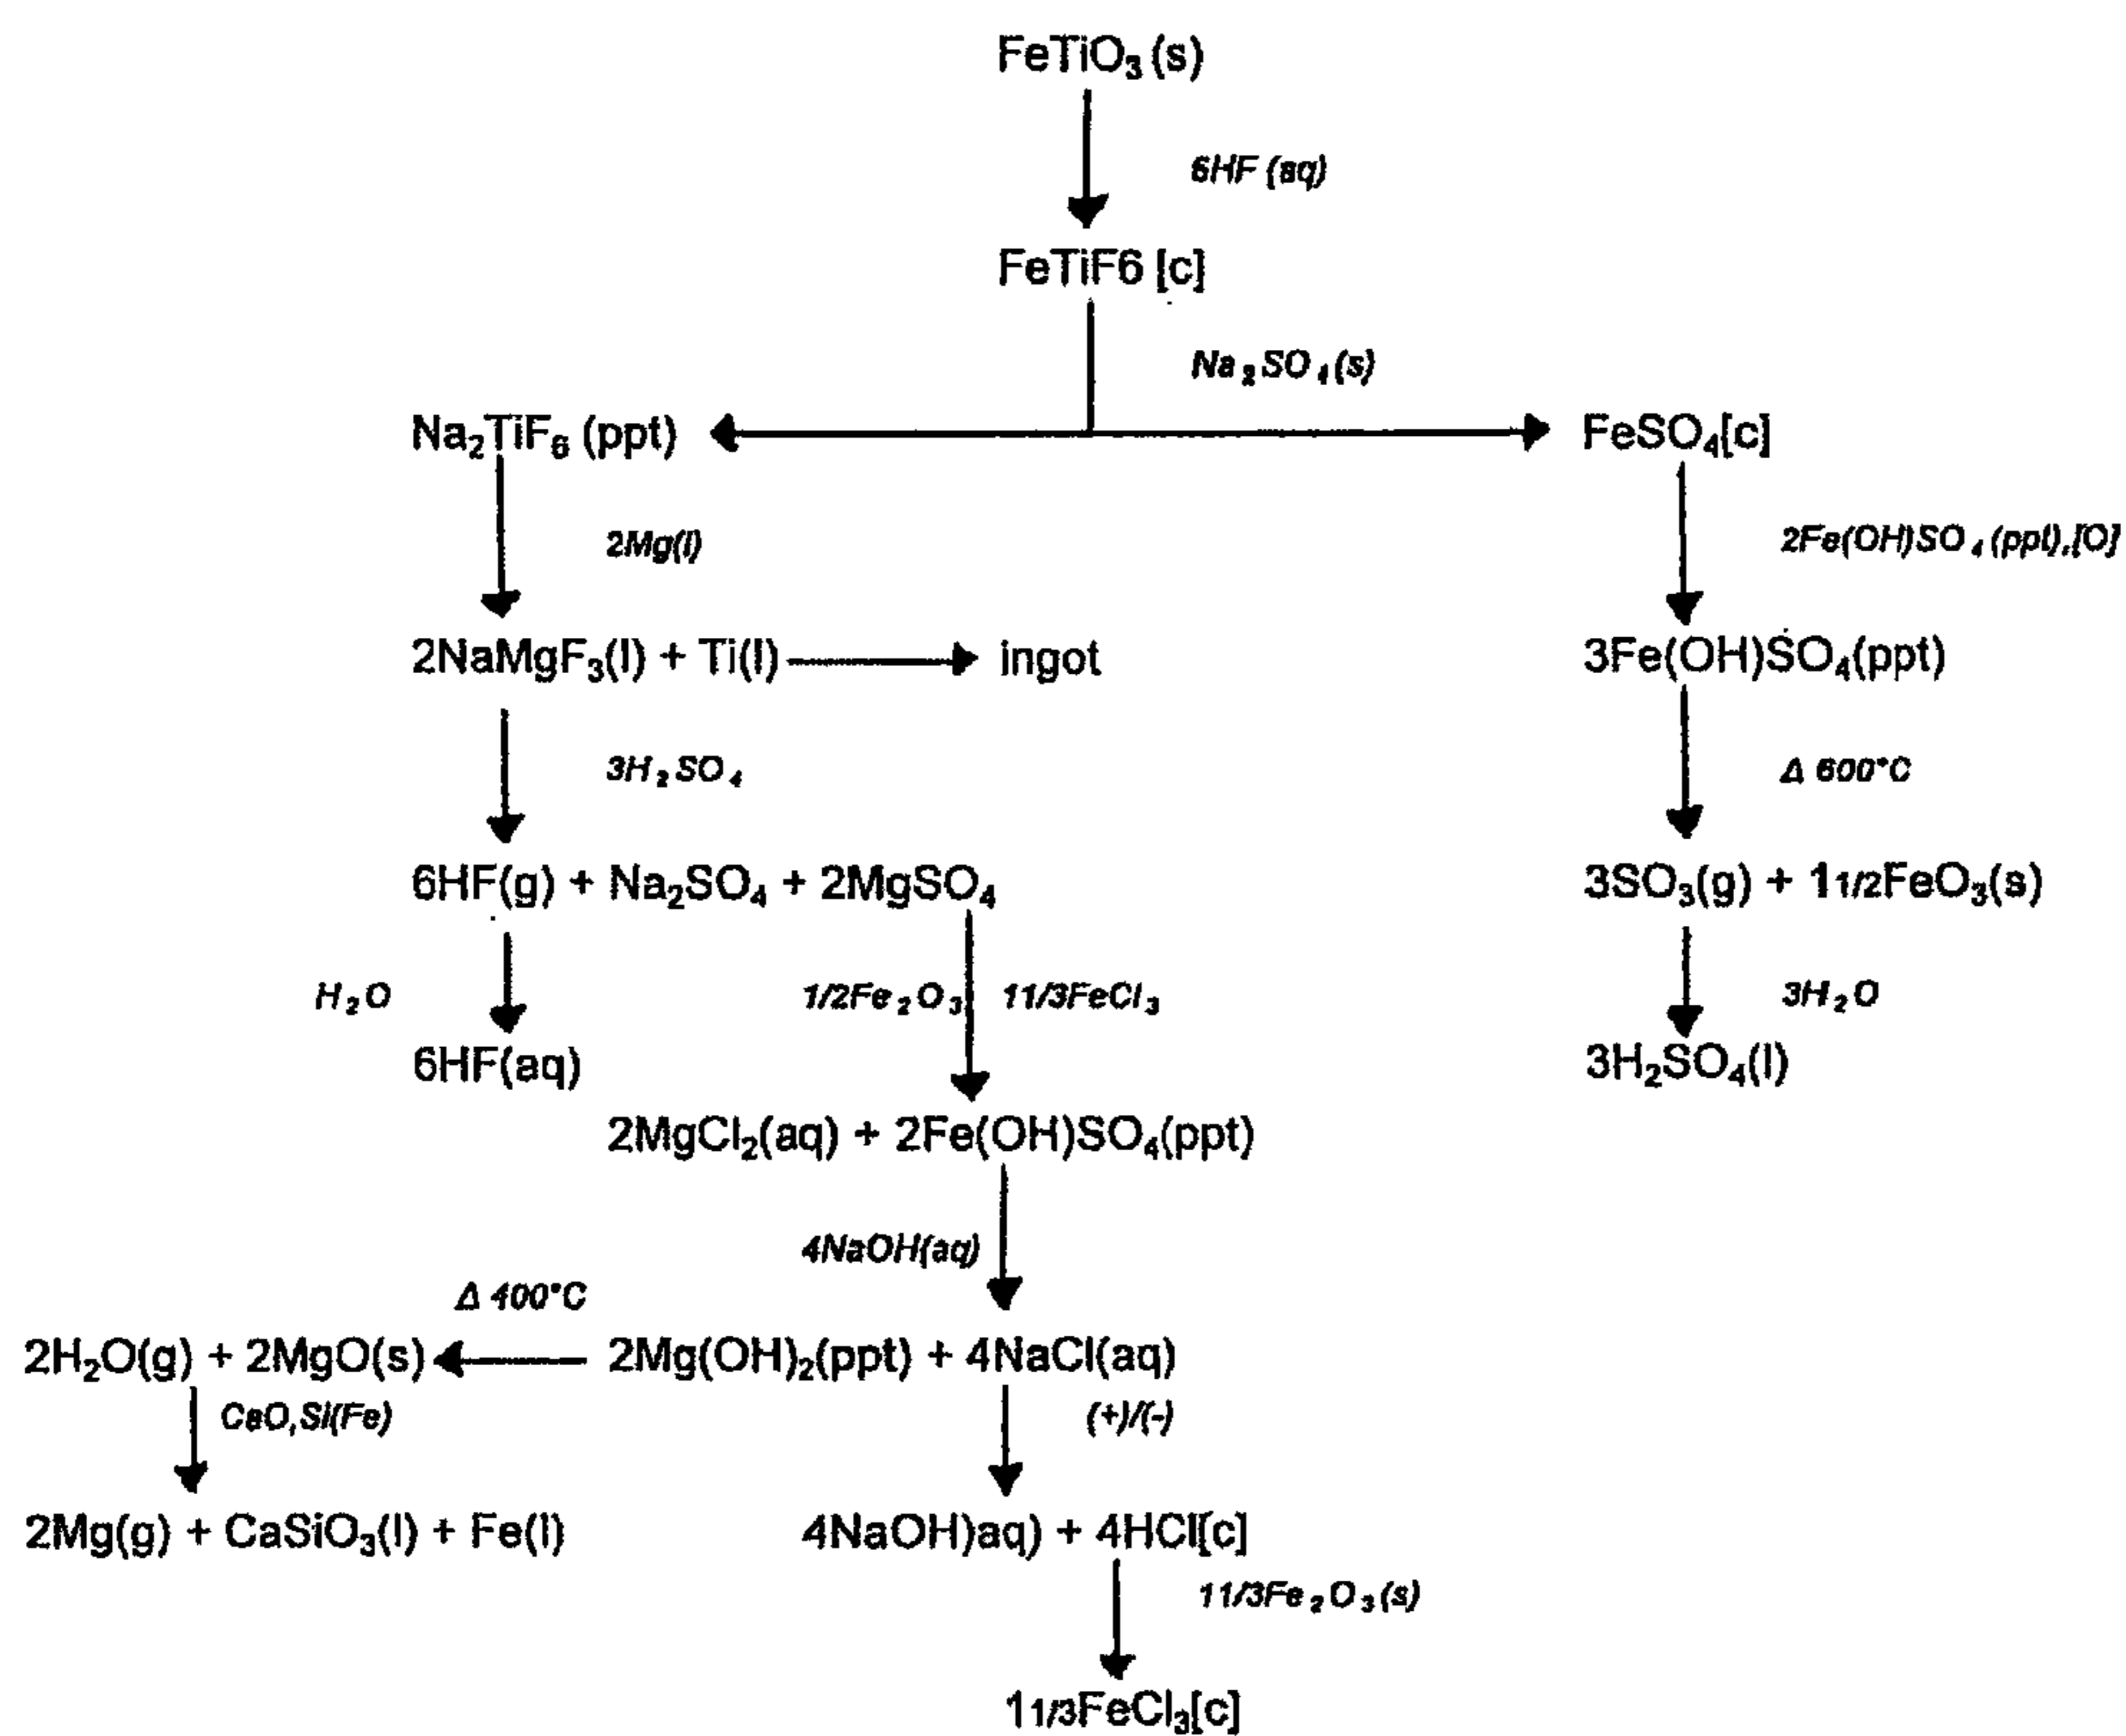 FeTiO₃(s)
6HF (aq)
FeTiF6 [c]
Na₂SO₄(s)
Na₂TiF₆ (ppt)
FeSO₄[c]
2Mg(l)
2Fe(OH)SO₄(ppt),[O]
2NaMgF₃(l) + Ti(l)
ingot
3Fe(OH)SO₄(ppt)
3H₂SO₄
Δ 600°C
6HF(g) + Na₂SO₄ + 2MgSO₄
3SO₃(g) + 11/2FeO₃(s)
H₂O
1/2Fe₂O₃
11/3FeCl₃
3H₂O
6HF(aq)
3H₂SO₄(l)
2MgCl₂(aq) + 2Fe(OH)SO₄(ppt)
4NaOH(aq)
Δ 400°C
2H₂O(g) + 2MgO(s)
2Mg(OH)₂(ppt) + 4NaCl(aq)
CaO,Si(Fe)
(+)/(-)
2Mg(g) + CaSiO₃(l) + Fe(l)
4NaOH)aq) + 4HCl[c]
11/3Fe₂O₃(s)
11/3FeCl₃[c]